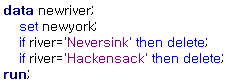 data newriver;
set newyork;
if river='Neversink' then delete;
if river='Hackensack' then delete;
run;